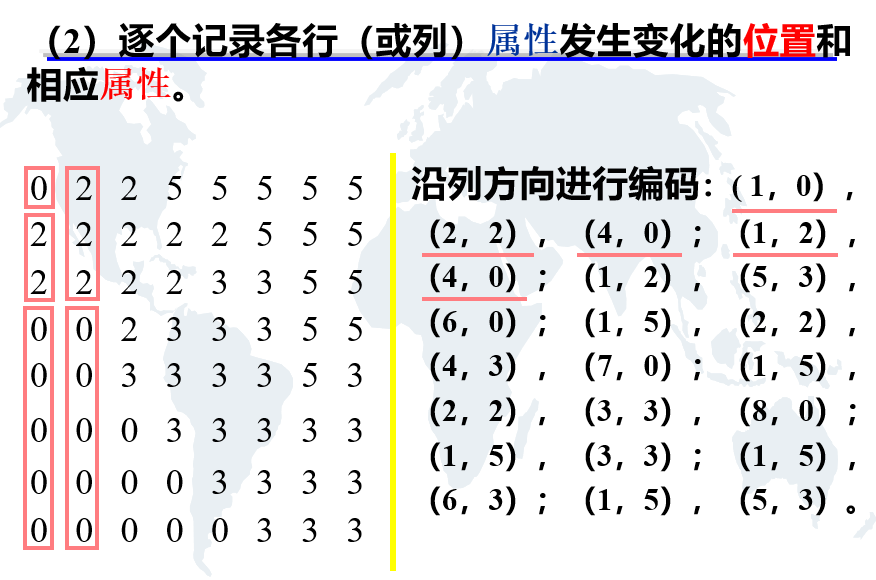 （2）逐个记录各行（或列）属性发生变化的位置和
相应属性。
0 2 2 5 5 5 5 5
2 2 2 2 2 5 5 5
2 2 2 2 3 3 5 5
0 0 2 3 3 3 5 5
0 0 3 3 3 3 5 3
0 0 0 3 3 3 3 3
0 0 0 0 3 3 3 3
0 0 0 0 0 3 3 3
沿列方向进行编码：( 1，0），
（2，2），（4，0）；（1，2），
（4，0）；（1，2），（5，3），
（6，0）；（1，5），（2，2），
（4，3），（7，0）；（1，5），
（2，2），（3，3），（8，0）；
（1，5），（3，3）；（1，5），
（6，3）；（1，5），（5，3）。